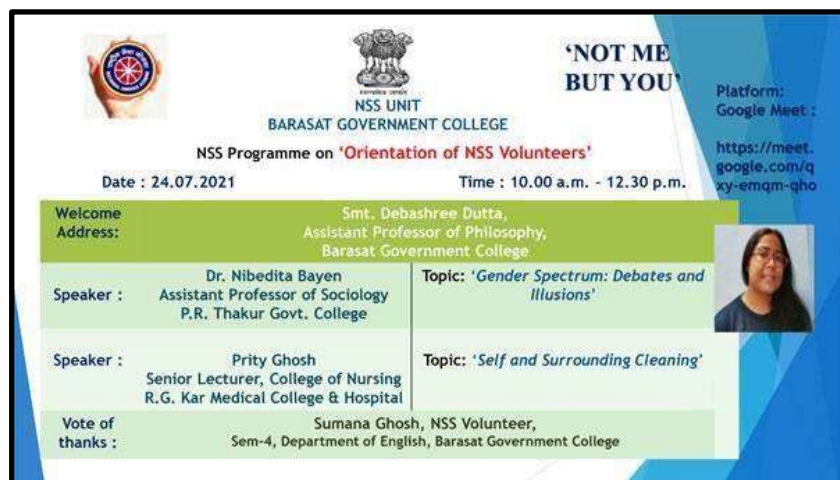 ‘NOT ME
BUT YOU’
NSS UNIT
BARASAT GOVERNMENT COLLEGE
NSS Programme on ‘Orientation of NSS Volunteers’
Date : 24.07.2021
Time : 10.00 a.m. - 12.30 p.m.
Platform:
Google Meet :
https://meet.
google.com/q
xy-emqm-qho
Welcome
Address:
Smt. Debashree Dutta,
Assistant Professor of Philosophy,
Barasat Government College
Speaker :
Dr. Nibedita Bayen
Assistant Professor of Sociology
P.R. Thakur Govt. College
Topic: ‘Gender Spectrum: Debates and
Illusions’
Speaker :
Prity Ghosh
Senior Lecturer, College of Nursing
R.G. Kar Medical College & Hospital
Topic: ‘Self and Surrounding Cleaning’
Vote of
thanks :
Sumana Ghosh, NSS Volunteer,
Sem-4, Department of English, Barasat Government College